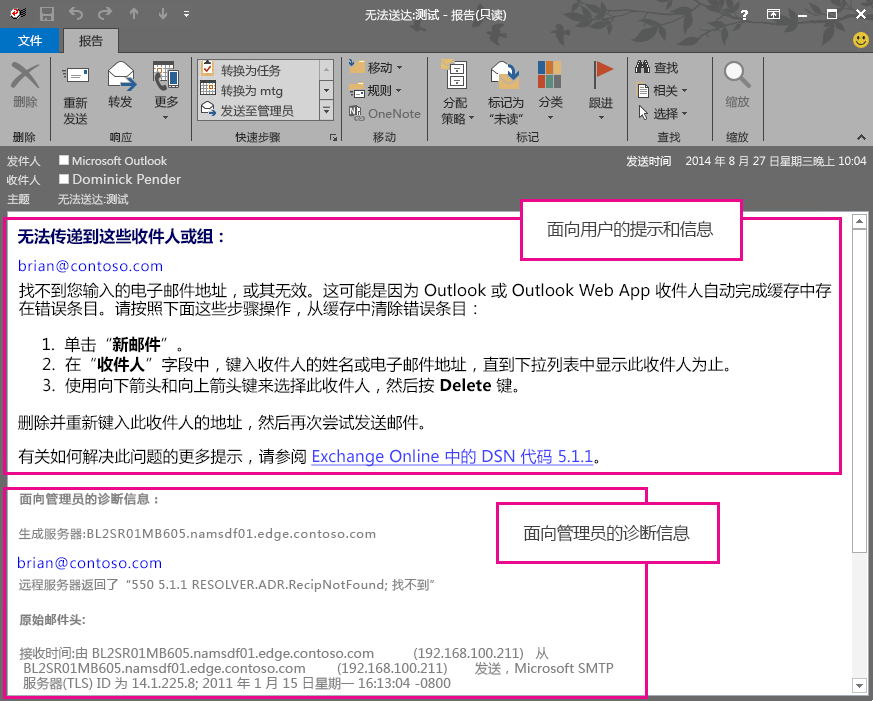 无法送达:测试 - 报告(只读)
文件
报告
删除
重新
发送
转发
更多
转换为任务
转换为 mtg
发送至管理员
移动
规则
OneNote
分配
策略
标记为
"未读"
分类
跟进
查找
相关
选择
缩放
删除
响应
快速步骤
移动
标记
查找
缩放
发件人 Microsoft Outlook
发送时间 2014 年 8 月 27 日星期三晚上 10:04
收件人 Dominick Pender
主题 无法送达:测试
面向用户的提示和信息
无法传递到这些收件人或组：
brian@contoso.com
找不到您输入的电子邮件地址，或其无效。这可能是因为 Outlook 或 Outlook Web App 收件人自动完成缓存中存
在错误条目。请按照下面这些步骤操作，从缓存中清除错误条目：
1. 单击“新邮件”。
2. 在“收件人”字段中，键入收件人的姓名或电子邮件地址，直到下拉列表中显示此收件人为止。
3. 使用向下箭头和向上箭头键来选择此收件人，然后按 Delete 键。
删除并重新键入此收件人的地址，然后再次尝试发送邮件。
有关如何解决此问题的更多提示，请参阅 Exchange Online 中的 DSN 代码 5.1.1。
面向管理员的诊断信息：
面向管理员的诊断信息
生成服务器:BL2SR01MB605.namsdf01.edge.contoso.com
brian@contoso.com
远程服务器返回了“550 5.1.1 RESOLVER.ADR.RecipNotFound; 找不到”
原始邮件头:
接收时间:由 BL2SR01MB605.namsdf01.edge.contoso.com (192.168.100.211) 从
BL2SR01MB605.namsdf01.edge.contoso.com (192.168.100.211) 发送，Microsoft SMTP
服务器(TLS) ID 为 14.1.225.8; 2011 年 1 月 15 日星期一 16:13:04 -0800